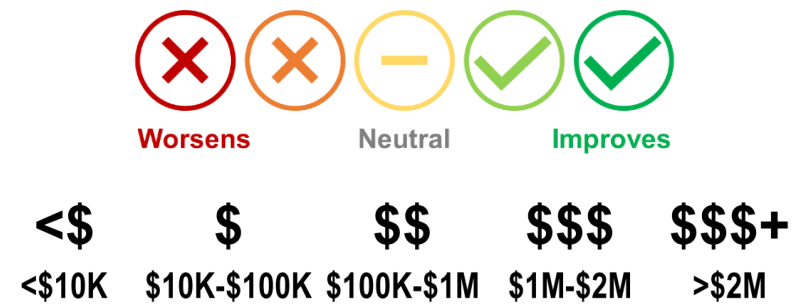 Worsens Neutral Improves
<$ $ $$ $$$ $$$+
<$10K $10K-$100K $100K-$1M $1M-$2M >$2M